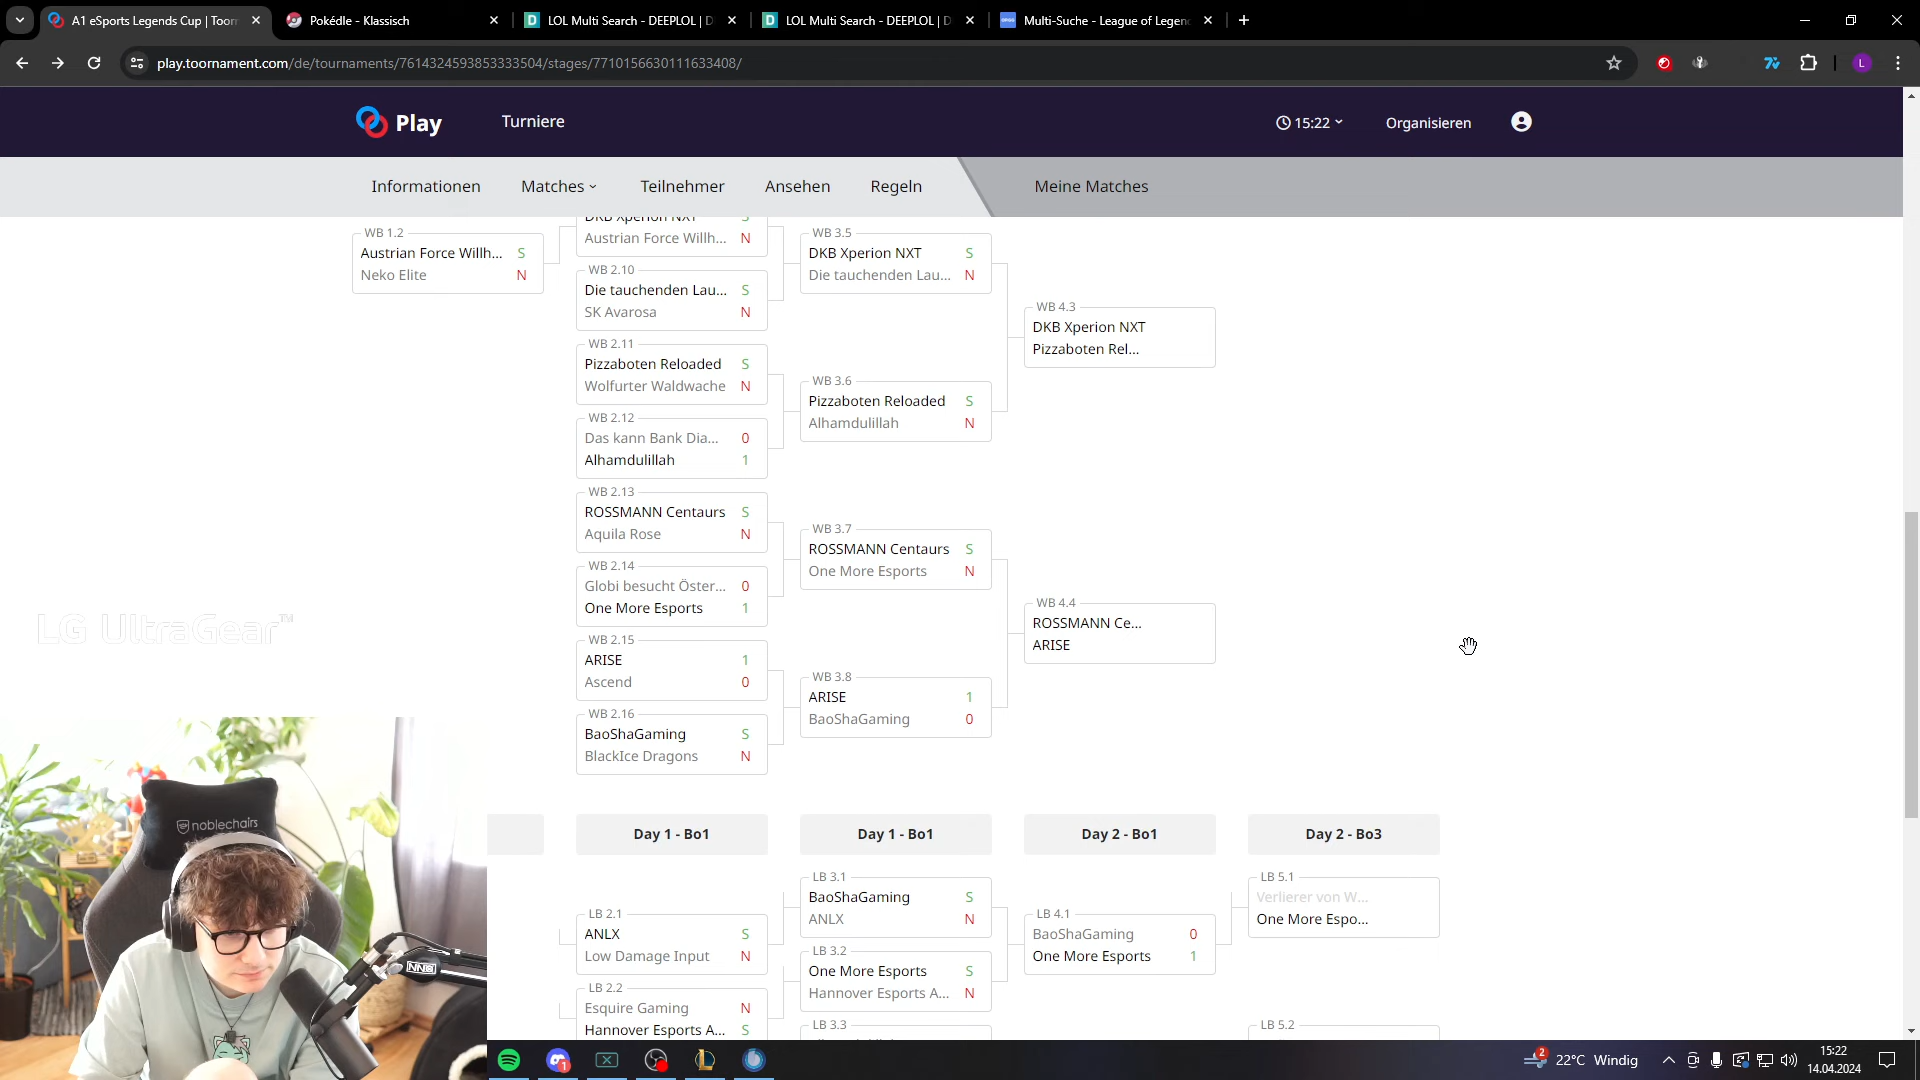 A1 eSports Legends Cup | Toorn
Pokédle - Klassisch
LOL Multi Search - DEEPLOL | D
LOL Multi Search - DEEPLOL | D
Multi-Suche - League of Legen
play.toornament.com/de/tournaments/7614324593853333504/stages/7710156630111633408/
L
Play
Turniere
15:22
Organisieren
Informationen
Matches
Teilnehmer
Ansehen
Regeln
Meine Matches
WB 1.2
Austrian Force Willh... S
Neko Elite N
DKB Xperion NXT S
Austrian Force Willh... N
WB 2.10
Die tauchenden Lau... S
SK Avarosa N
WB 2.11
Pizzaboten Reloaded S
Wolfurter Waldwache N
WB 2.12
Das kann Bank Dia... 0
Alhamdulillah 1
WB 2.13
ROSSMANN Centaurs S
Aquila Rose N
WB 2.14
Globi besucht Öster... 0
One More Esports 1
WB 2.15
ARISE 1
Ascend 0
WB 2.16
BaoShaGaming S
BlackIce Dragons N
WB 3.5
DKB Xperion NXT S
Die tauchenden Lau... N
WB 3.6
Pizzaboten Reloaded S
Alhamdulillah N
WB 3.7
ROSSMANN Centaurs S
One More Esports N
WB 3.8
ARISE 1
BaoShaGaming 0
WB 4.3
DKB Xperion NXT
Pizzaboten Rel...
WB 4.4
ROSSMANN Ce...
ARISE
LG UltraGear™
Day 1 - Bo1
Day 1 - Bo1
Day 2 - Bo1
Day 2 - Bo3
LB 2.1
ANLX S
Low Damage Input N
LB 2.2
Esquire Gaming N
Hannover Esports A... S
LB 3.1
BaoShaGaming S
ANLX N
LB 3.2
One More Esports S
Hannover Esports A... N
LB 3.3
LB 4.1
BaoShaGaming 0
One More Esports 1
LB 5.1
Verlierer von W...
One More Espo...
LB 5.2
noblechairs
NNO
1
2
22°C Windig
15:22
14.04.2024